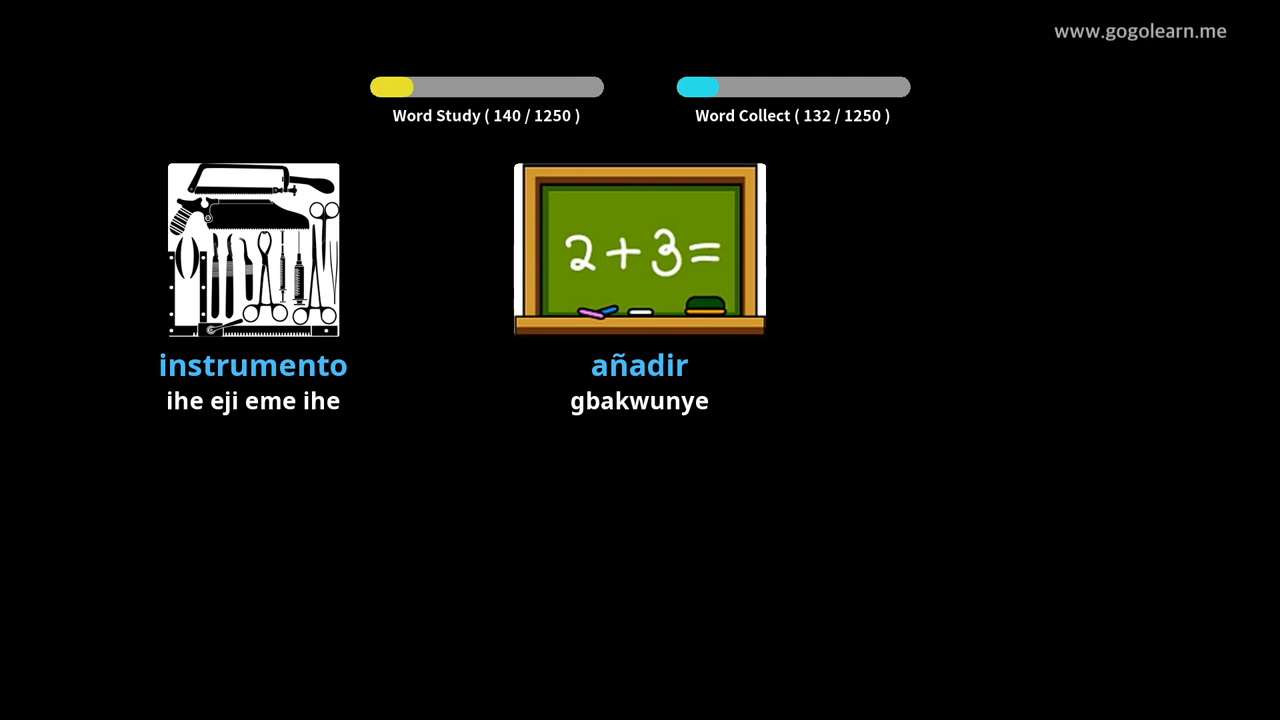 www.gogolearn.me
Word Study ( 140 / 1250 )
Word Collect ( 132 / 1250 )
2+3=
instrumento
ihe eji eme ihe
añadir
gbakwunye